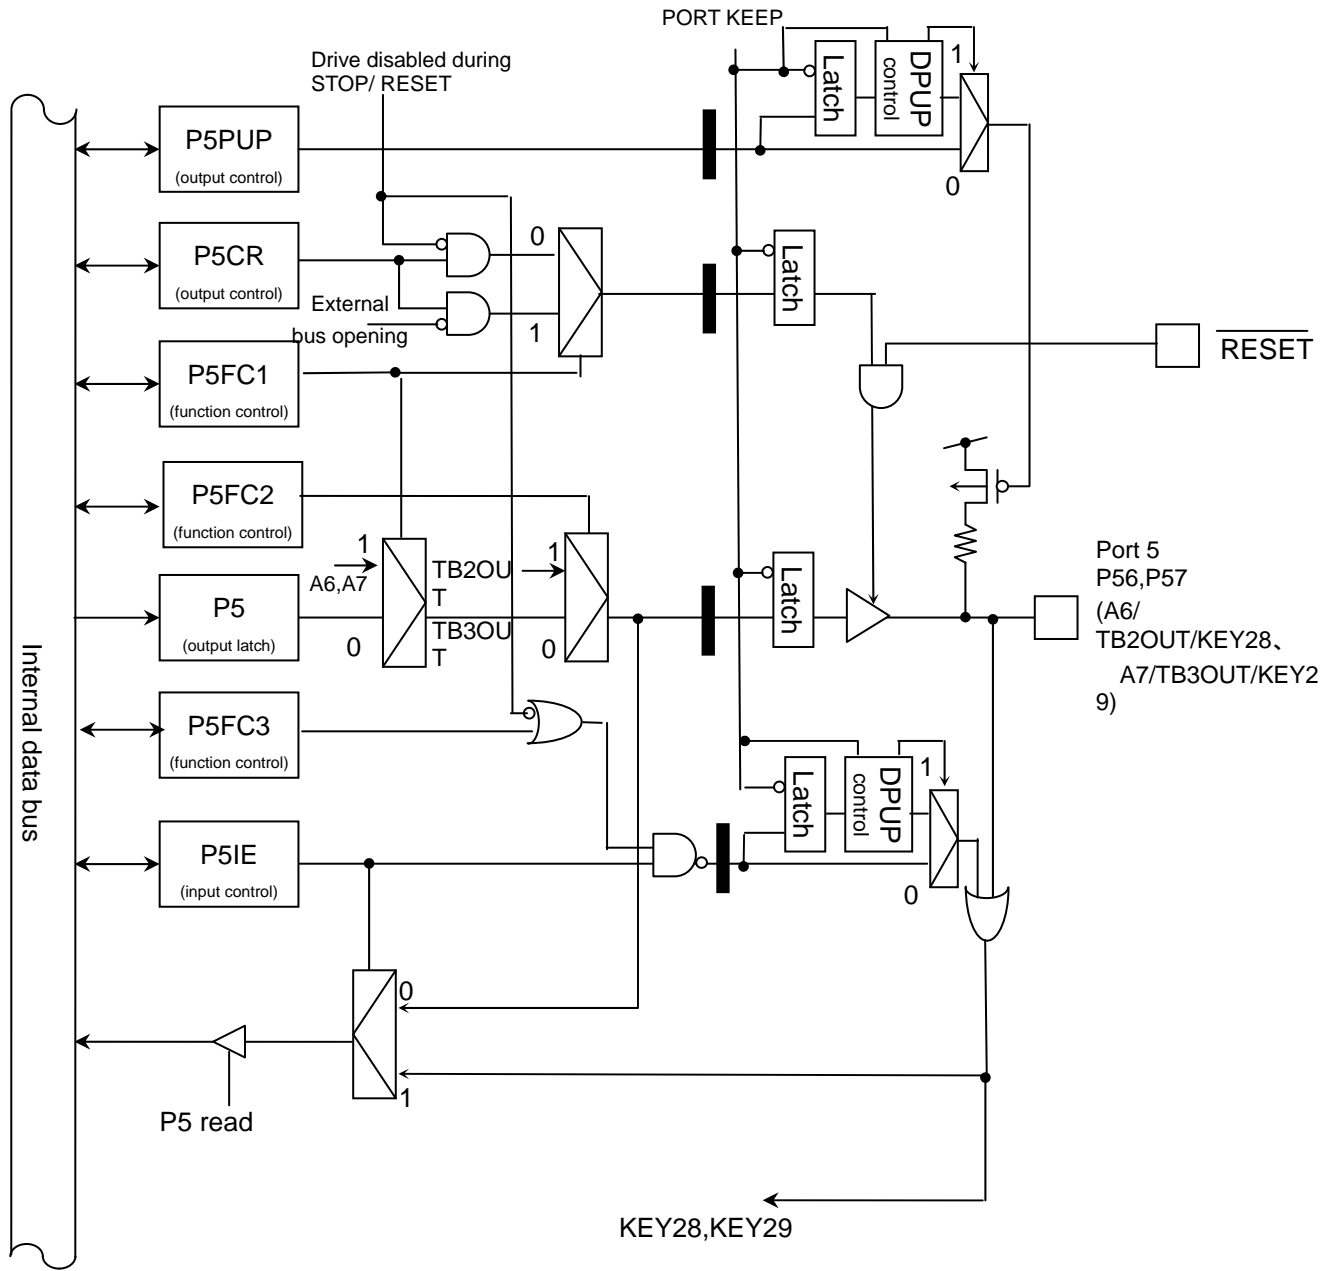 PORT KEEP
Drive disabled during
STOP/ RESET
Latch
DPUP
control
1
0
P5PUP
(output control)
P5CR
(output control)
0
External
bus opening
1
Latch
RESET
P5FC1
(function control)
P5FC2
(function control)
1
A6,A7
TB2OU
T
1
Latch
P5
(output latch)
0
TB3OU
T
0
Port 5
P56,P57
(A6/
TB2OUT/KEY28、
A7/TB3OUT/KEY2
9)
Internal data bus
P5FC3
(function control)
Latch
DPUP
control
1
0
P5IE
(input control)
0
1
P5 read
KEY28,KEY29